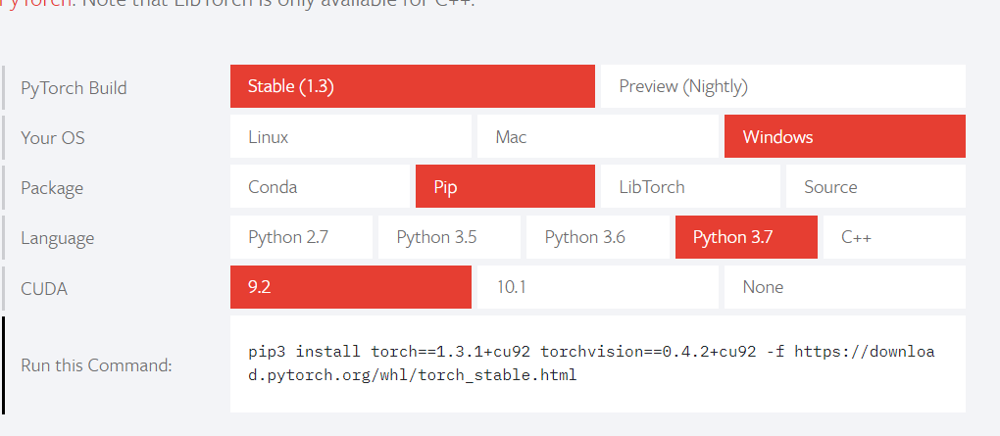 PyTorch. Note that LibTorch is only available for C++.
PyTorch Build Stable (1.3) Preview (Nightly)
Your OS Linux Mac Windows
Package Conda Pip LibTorch Source
Language Python 2.7 Python 3.5 Python 3.6 Python 3.7 C++
CUDA 9.2 10.1 None
Run this Command:
pip3 install torch==1.3.1+cu92 torchvision==0.4.2+cu92 -f https://downloa
d.pytorch.org/whl/torch_stable.html